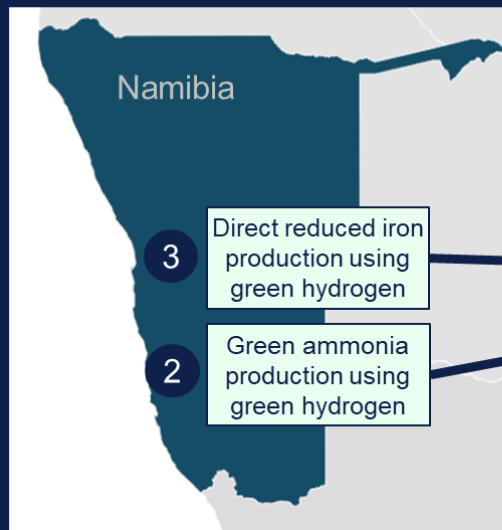 Namibia
3
Direct reduced iron
production using
green hydrogen
2
Green ammonia
production using
green hydrogen